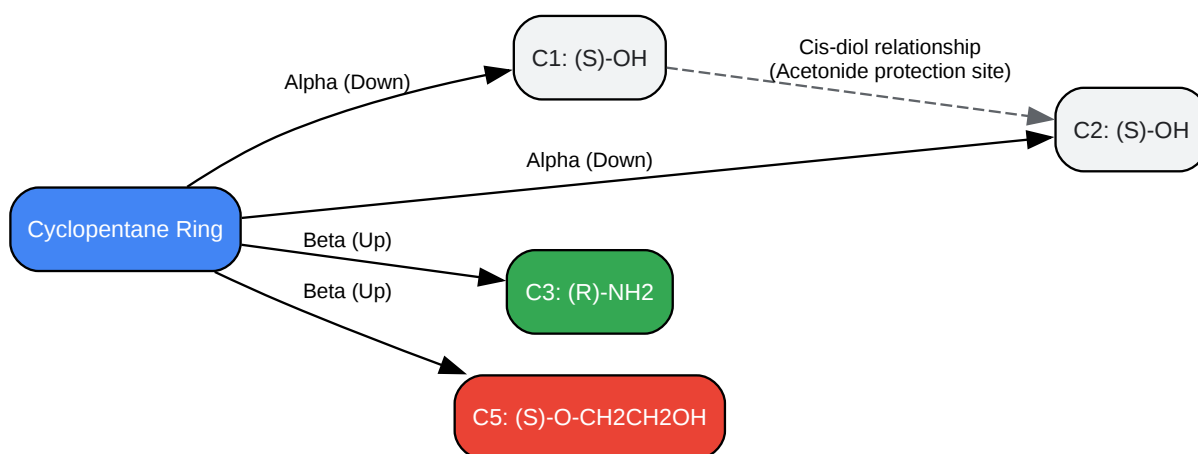 Cis-diol relationship
(Acetonide protection site)
C1: (S)-OH
Alpha (Down)
C2: (S)-OH
Alpha (Down)
Cyclopentane Ring
Beta (Up)
C3: (R)-NH2
Beta (Up)
C5: (S)-O-CH2CH2OH